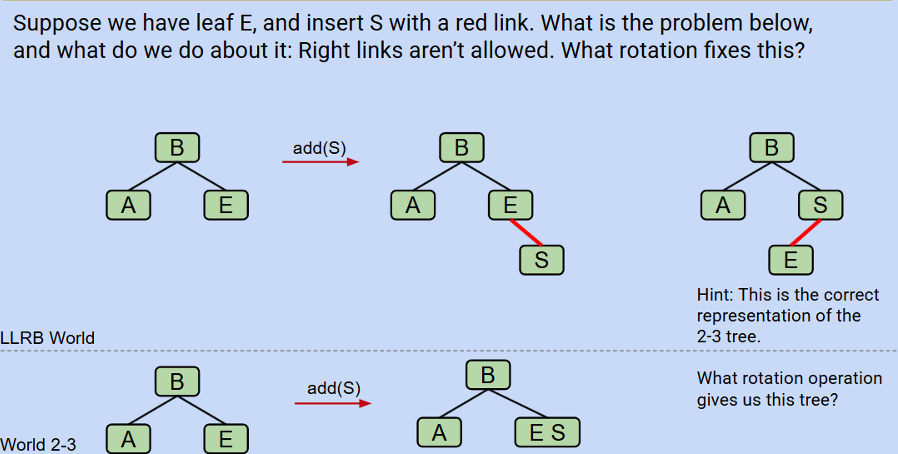 Suppose we have leaf E, and insert S with a red link. What is the problem below,
and what do we do about it: Right links aren't allowed. What rotation fixes this?
B
add(S)
B
B
A
E
A
E
A
S
S
E
Hint: This is the correct
representation of the
2-3 tree.
LLRB World
B
add(S)
B
What rotation operation
gives us this tree?
A
E
A
E S
World 2-3